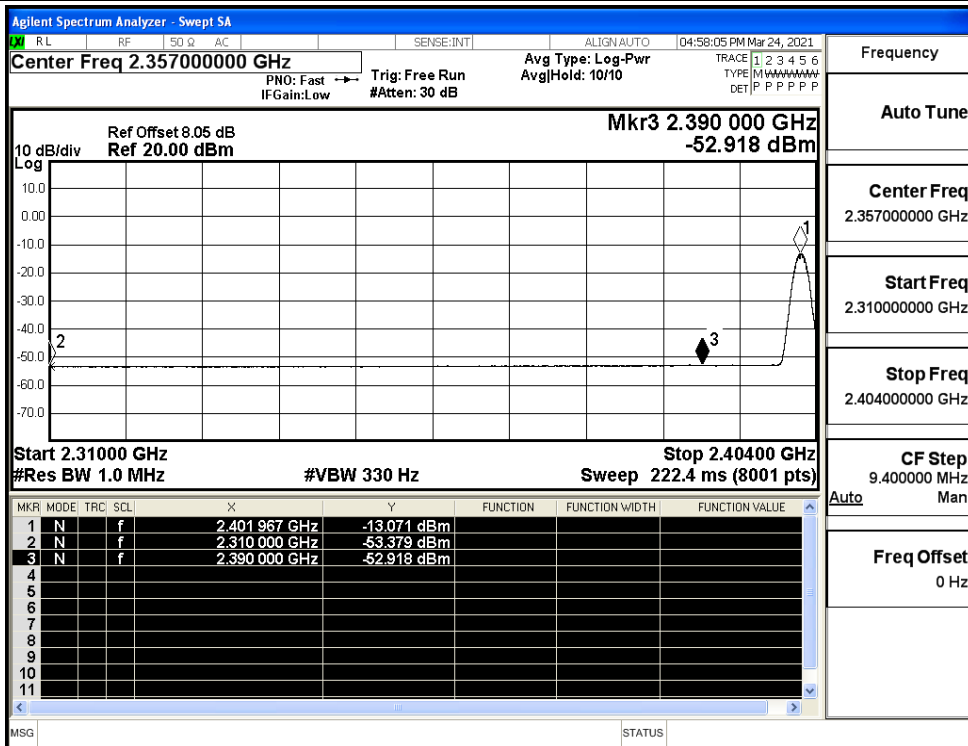 Agilent Spectrum Analyzer - Swept SA
LXI RL RF 50 Ω AC SENSE:INT ALIGNAUTO 04:58:05 PM Mar 24, 2021
Center Freq 2.357000000 GHz
PNO: Fast
IFGain:Low
Trig: Free Run
#Atten: 30 dB
Avg Type: Log-Pwr
Avg|Hold: 10/10
TRACE 1 2 3 4 5 6
TYPE M WWWWW
DET P P P P P P
Mkr3 2.390 000 GHz
-52.918 dBm
Ref Offset 8.05 dB
10 dB/div Ref 20.00 dBm
Log
10.0
0.00
-10.0
-20.0
-30.0
-40.0
-50.0
-60.0
-70.0
1
2
3
Start 2.31000 GHz Stop 2.40400 GHz
#Res BW 1.0 MHz #VBW 330 Hz Sweep 222.4 ms (8001 pts)
MKR MODE TRC SCL X Y FUNCTION FUNCTION WIDTH FUNCTION VALUE
1 N f 2.401 967 GHz -13.071 dBm
2 N f 2.310 000 GHz -53.379 dBm
3 N f 2.390 000 GHz -52.918 dBm
4
5
6
7
8
9
10
11
MSG STATUS
Frequency
Auto Tune
Center Freq
2.357000000 GHz
Start Freq
2.310000000 GHz
Stop Freq
2.404000000 GHz
CF Step
9.400000 MHz
Auto Man
Freq Offset
0 Hz